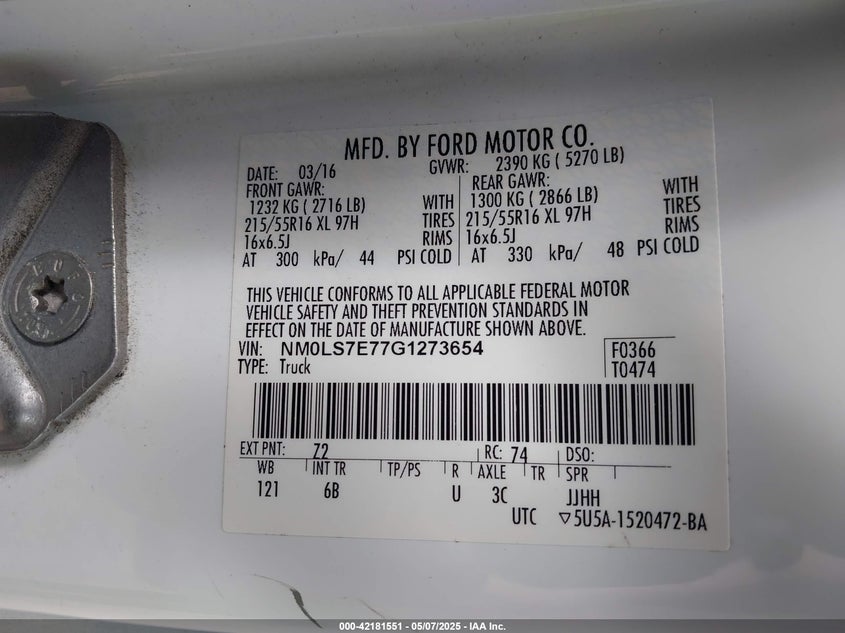 MFD. BY FORD MOTOR CO.
DATE: 03/16 GVWR: 2390 KG ( 5270 LB)
FRONT GAWR: REAR GAWR:
1232 KG ( 2716 LB) WITH 1300 KG ( 2866 LB) WITH
215/55R16 XL 97H TIRES 215/55R16 XL 97H TIRES
16x6.5J RIMS 16x6.5J RIMS
AT 300 kPa/ 44 PSI COLD AT 330 kPa/ 48 PSI COLD
THIS VEHICLE CONFORMS TO ALL APPLICABLE FEDERAL MOTOR
VEHICLE SAFETY AND THEFT PREVENTION STANDARDS IN
EFFECT ON THE DATE OF MANUFACTURE SHOWN ABOVE.
VIN: NM0LS7E77G1273654 F0366
TYPE: Truck T0474
EXT PNT: Z2 RC: 74 DSO:
WB INT TR TP/PS R AXLE TR SPR
121 6B U 3C JJHH
UTC ▽5U5A-1520472-BA
000-42181551 — 05/07/2025 — IAA Inc.